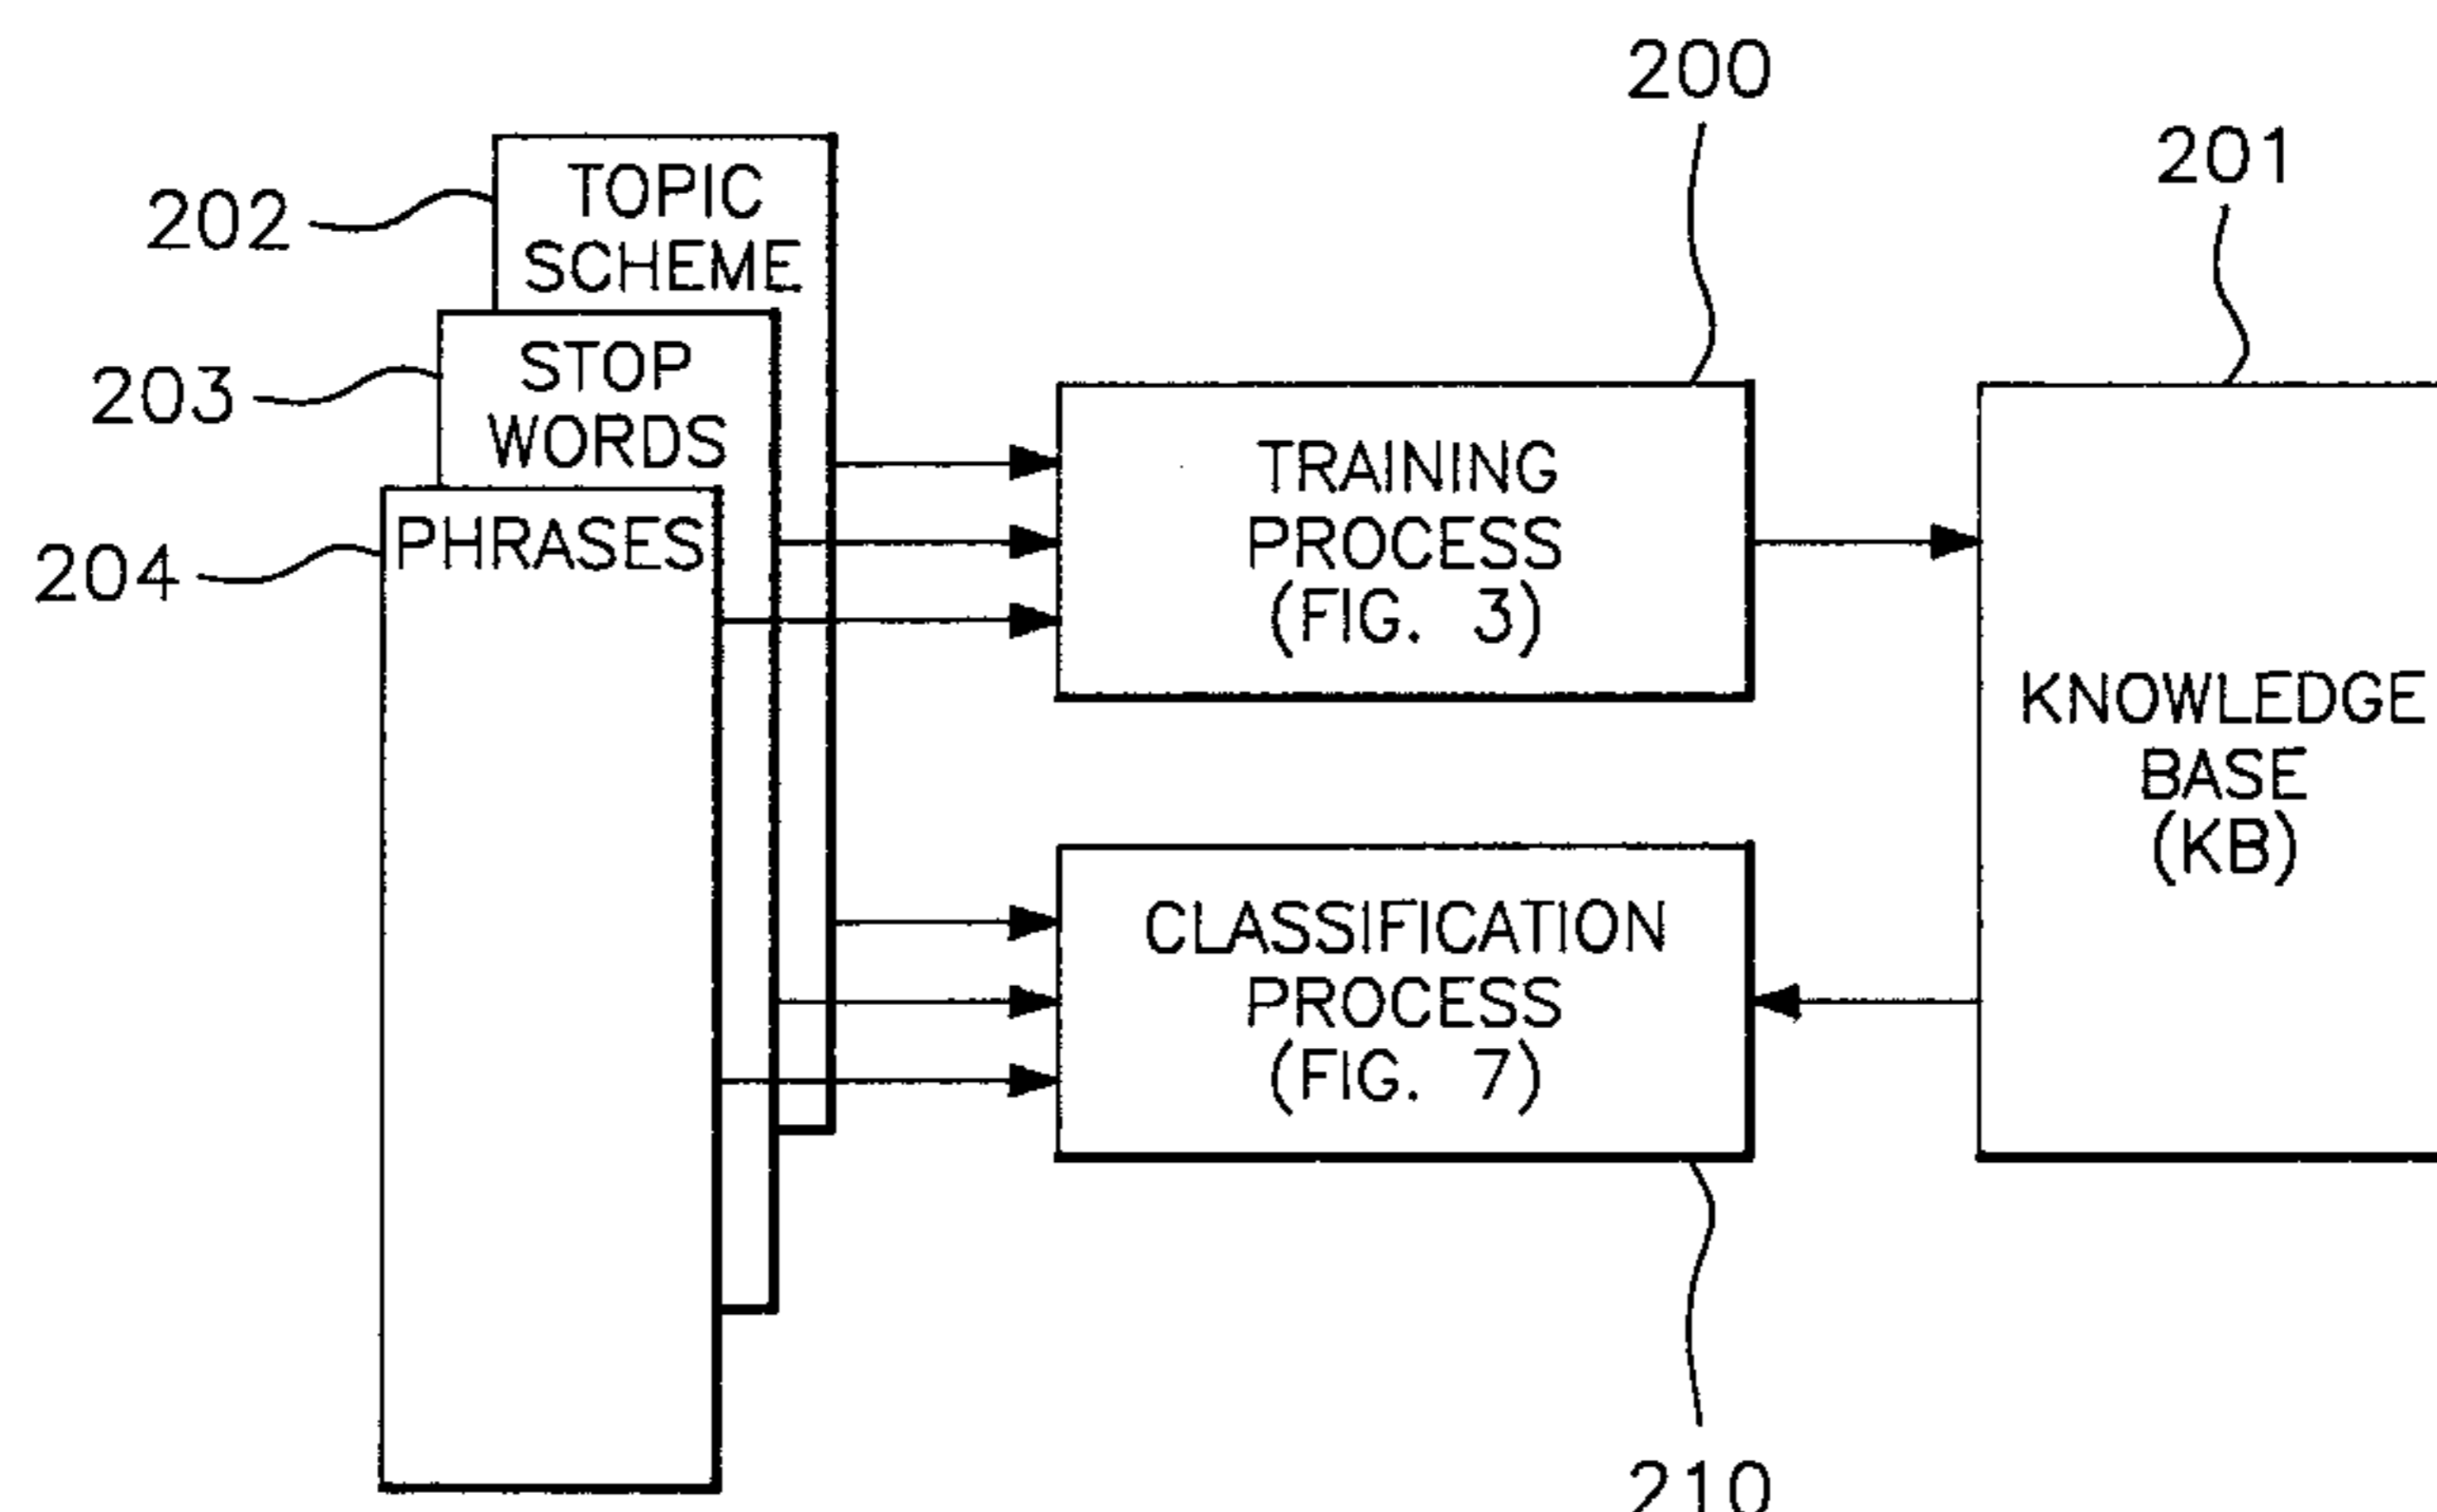 200
201
202
TOPIC
SCHEME
203
STOP
WORDS
204
PHRASES
TRAINING
PROCESS
(FIG. 3)
KNOWLEDGE
BASE
(KB)
CLASSIFICATION
PROCESS
(FIG. 7)
210